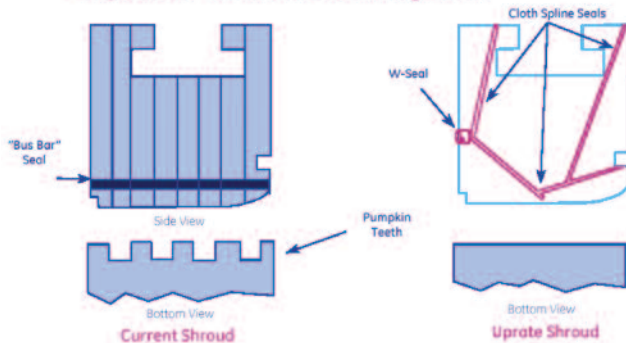 Cloth Spline Seals
W-Seal
"Bus Bar"
Seal
Side View
Pumpkin
Teeth
Bottom View
Bottom View
Current Shroud
Uprate Shroud